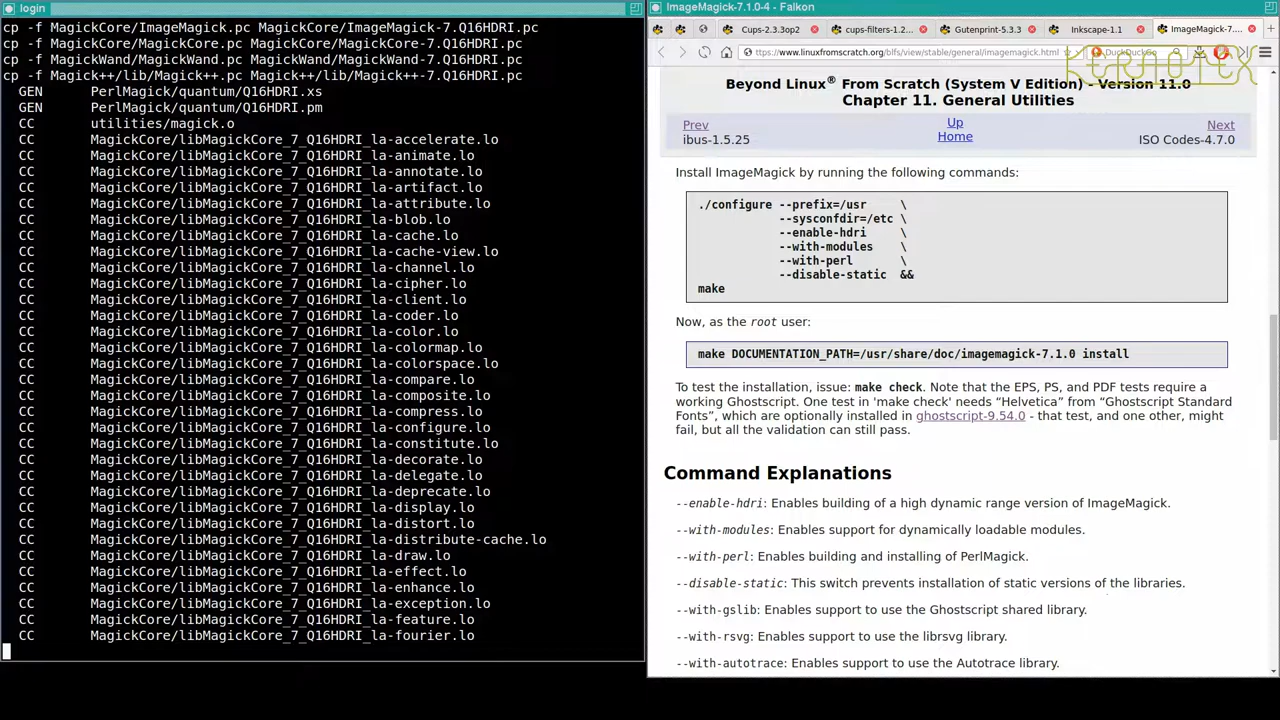 login
cp -f MagickCore/ImageMagick.pc MagickCore/ImageMagick-7.Q16HDRI.pc
cp -f MagickCore/MagickCore.pc MagickCore/MagickCore-7.Q16HDRI.pc
cp -f MagickWand/MagickWand.pc MagickWand/MagickWand-7.Q16HDRI.pc
cp -f Magick++/lib/Magick++.pc Magick++/lib/Magick++-7.Q16HDRI.pc
GEN PerlMagick/quantum/Q16HDRI.xs
GEN PerlMagick/quantum/Q16HDRI.pm
CC utilities/magick.o
CC MagickCore/libMagickCore_7_Q16HDRI_la-accelerate.lo
CC MagickCore/libMagickCore_7_Q16HDRI_la-animate.lo
CC MagickCore/libMagickCore_7_Q16HDRI_la-annotate.lo
CC MagickCore/libMagickCore_7_Q16HDRI_la-artifact.lo
CC MagickCore/libMagickCore_7_Q16HDRI_la-attribute.lo
CC MagickCore/libMagickCore_7_Q16HDRI_la-blob.lo
CC MagickCore/libMagickCore_7_Q16HDRI_la-cache.lo
CC MagickCore/libMagickCore_7_Q16HDRI_la-cache-view.lo
CC MagickCore/libMagickCore_7_Q16HDRI_la-channel.lo
CC MagickCore/libMagickCore_7_Q16HDRI_la-cipher.lo
CC MagickCore/libMagickCore_7_Q16HDRI_la-client.lo
CC MagickCore/libMagickCore_7_Q16HDRI_la-coder.lo
CC MagickCore/libMagickCore_7_Q16HDRI_la-color.lo
CC MagickCore/libMagickCore_7_Q16HDRI_la-colormap.lo
CC MagickCore/libMagickCore_7_Q16HDRI_la-colorspace.lo
CC MagickCore/libMagickCore_7_Q16HDRI_la-compare.lo
CC MagickCore/libMagickCore_7_Q16HDRI_la-composite.lo
CC MagickCore/libMagickCore_7_Q16HDRI_la-compress.lo
CC MagickCore/libMagickCore_7_Q16HDRI_la-configure.lo
CC MagickCore/libMagickCore_7_Q16HDRI_la-constitute.lo
CC MagickCore/libMagickCore_7_Q16HDRI_la-decorate.lo
CC MagickCore/libMagickCore_7_Q16HDRI_la-delegate.lo
CC MagickCore/libMagickCore_7_Q16HDRI_la-deprecate.lo
CC MagickCore/libMagickCore_7_Q16HDRI_la-display.lo
CC MagickCore/libMagickCore_7_Q16HDRI_la-distort.lo
CC MagickCore/libMagickCore_7_Q16HDRI_la-distribute-cache.lo
CC MagickCore/libMagickCore_7_Q16HDRI_la-draw.lo
CC MagickCore/libMagickCore_7_Q16HDRI_la-effect.lo
CC MagickCore/libMagickCore_7_Q16HDRI_la-enhance.lo
CC MagickCore/libMagickCore_7_Q16HDRI_la-exception.lo
CC MagickCore/libMagickCore_7_Q16HDRI_la-feature.lo
CC MagickCore/libMagickCore_7_Q16HDRI_la-fourier.lo
ImageMagick-7.1.0-4 - Falkon
Cups-2.3.3op2 cups-filters-1.2... Gutenprint-5.3.3 Inkscape-1.1 ImageMagick-7....
ttps://www.linuxfromscratch.org/blfs/view/stable/general/imagemagick.html DuckDuckGo
KERNOTEX
Beyond Linux® From Scratch (System V Edition) - Version 11.0
Chapter 11. General Utilities
Prev Up Next
ibus-1.5.25 Home ISO Codes-4.7.0
Install ImageMagick by running the following commands:
./configure --prefix=/usr \
--sysconfdir=/etc \
--enable-hdri \
--with-modules \
--with-perl \
--disable-static &&
make
Now, as the root user:
make DOCUMENTATION_PATH=/usr/share/doc/imagemagick-7.1.0 install
To test the installation, issue: make check. Note that the EPS, PS, and PDF tests require a
working Ghostscript. One test in 'make check' needs “Helvetica” from “Ghostscript Standard
Fonts”, which are optionally installed in ghostscript-9.54.0 - that test, and one other, might
fail, but all the validation can still pass.
Command Explanations
--enable-hdri: Enables building of a high dynamic range version of ImageMagick.
--with-modules: Enables support for dynamically loadable modules.
--with-perl: Enables building and installing of PerlMagick.
--disable-static: This switch prevents installation of static versions of the libraries.
--with-gslib: Enables support to use the Ghostscript shared library.
--with-rsvg: Enables support to use the librsvg library.
--with-autotrace: Enables support to use the Autotrace library.